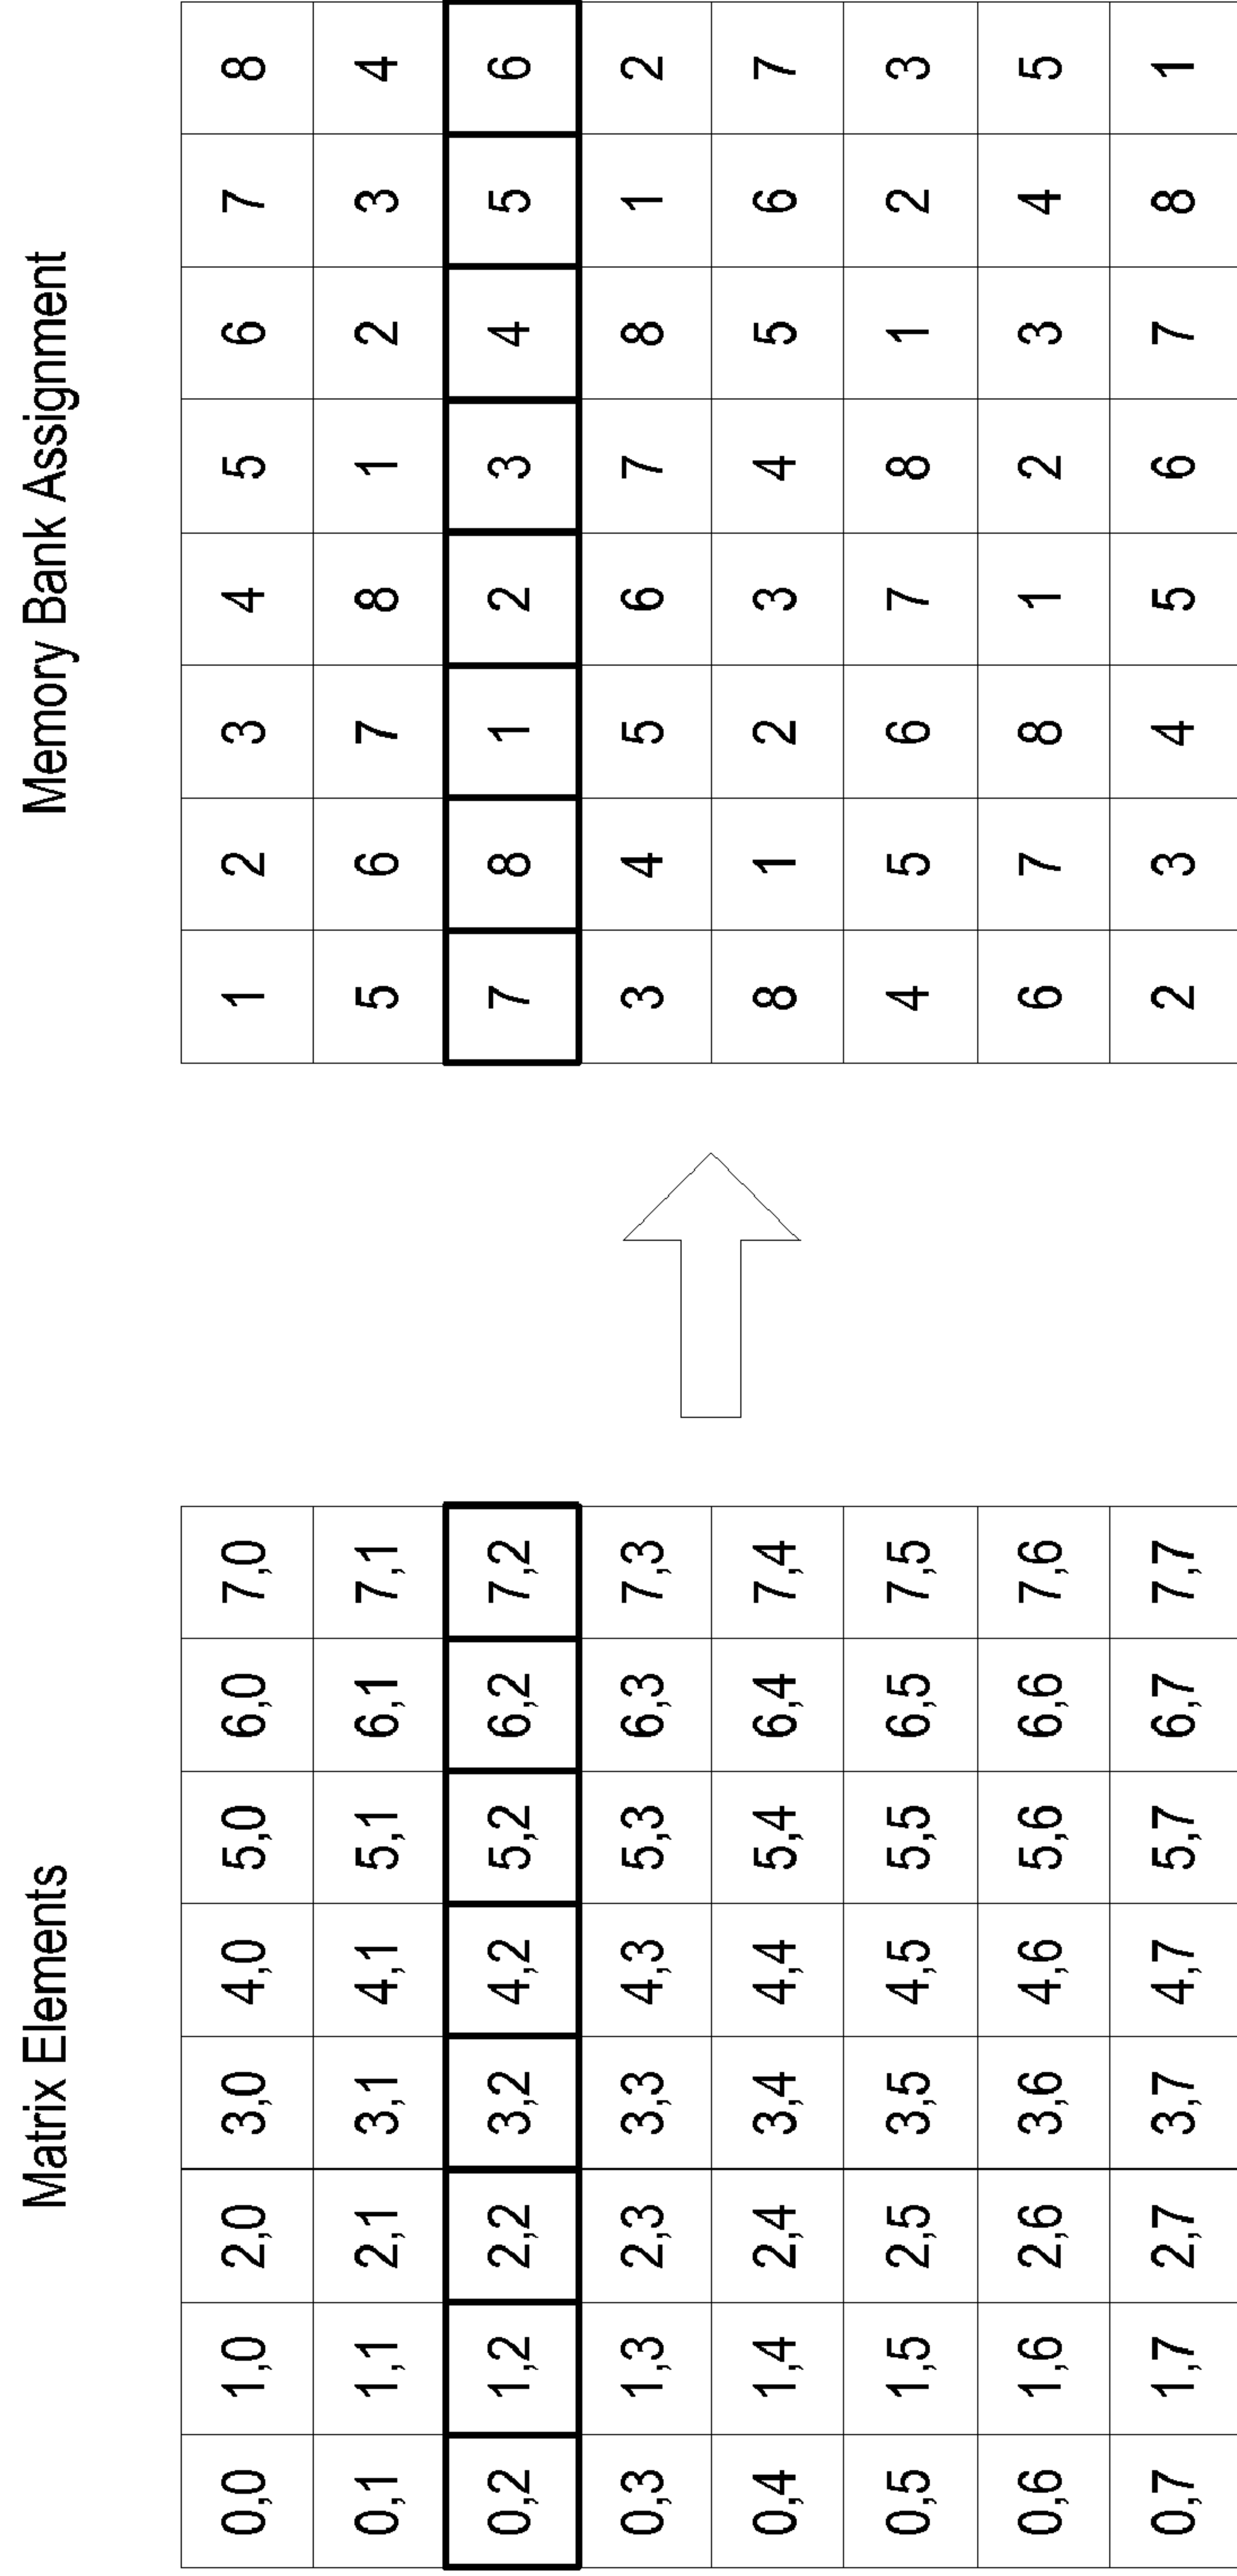 Matrix Elements
0,0 1,0 2,0 3,0 4,0 5,0 6,0 7,0
0,1 1,1 2,1 3,1 4,1 5,1 6,1 7,1
0,2 1,2 2,2 3,2 4,2 5,2 6,2 7,2
0,3 1,3 2,3 3,3 4,3 5,3 6,3 7,3
0,4 1,4 2,4 3,4 4,4 5,4 6,4 7,4
0,5 1,5 2,5 3,5 4,5 5,5 6,5 7,5
0,6 1,6 2,6 3,6 4,6 5,6 6,6 7,6
0,7 1,7 2,7 3,7 4,7 5,7 6,7 7,7
Memory Bank Assignment
1 2 3 4 5 6 7 8
5 6 7 8 1 2 3 4
7 8 1 2 3 4 5 6
3 4 5 6 7 8 1 2
8 1 2 3 4 5 6 7
4 5 6 7 8 1 2 3
6 7 8 1 2 3 4 5
2 3 4 5 6 7 8 1